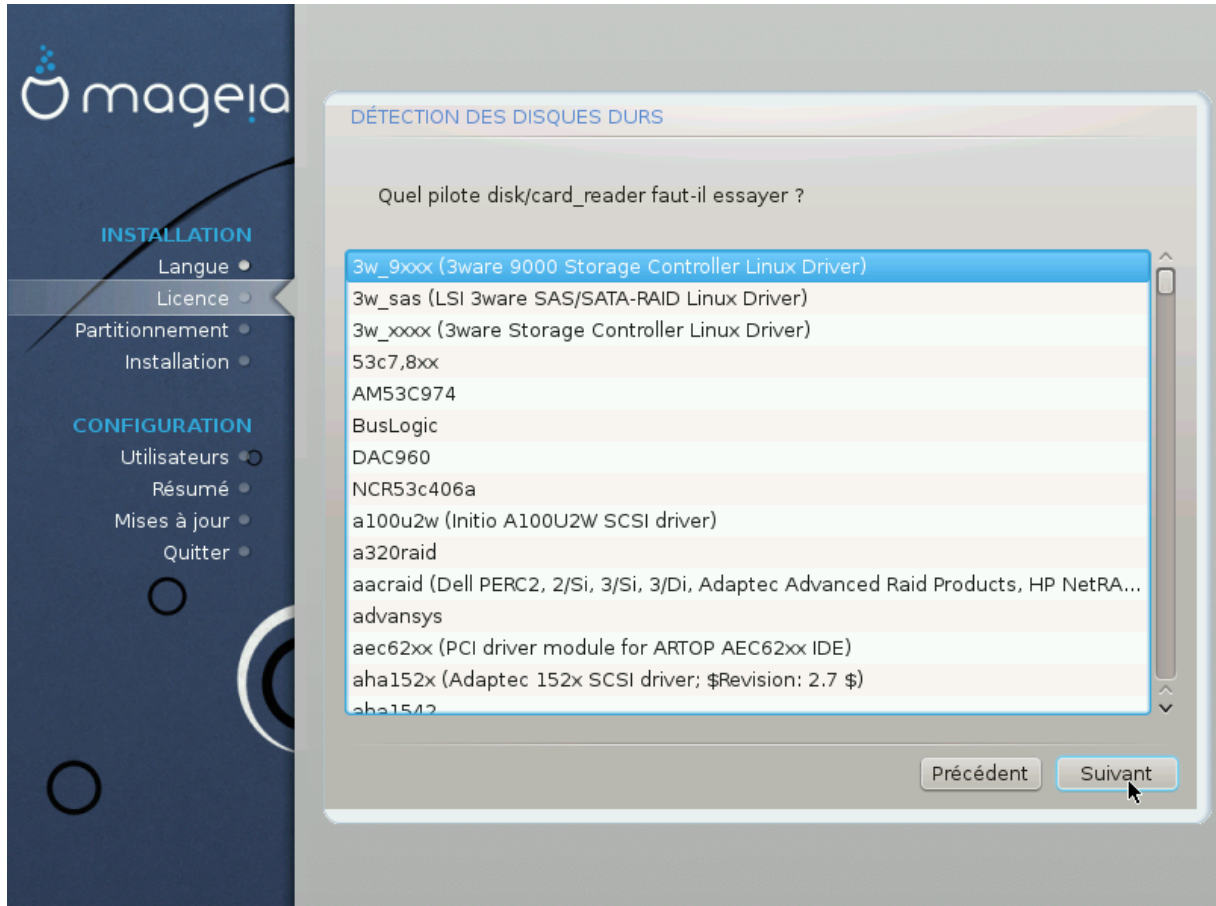 mageia
INSTALLATION
Langue
Licence
Partitionnement
Installation
CONFIGURATION
Utilisateurs
Résumé
Mises à jour
Quitter
DÉTECTION DES DISQUES DURS
Quel pilote disk/card_reader faut-il essayer ?
3w_9xxx (3ware 9000 Storage Controller Linux Driver)
3w_sas (LSI 3ware SAS/SATA-RAID Linux Driver)
3w_xxxx (3ware Storage Controller Linux Driver)
53c7,8xx
AM53C974
BusLogic
DAC960
NCR53c406a
a100u2w (Initio A100U2W SCSI driver)
a320raid
aacraid (Dell PERC2, 2/Si, 3/Si, 3/Di, Adaptec Advanced Raid Products, HP NetRA...
advansys
aec62xx (PCI driver module for ARTOP AEC62xx IDE)
aha152x (Adaptec 152x SCSI driver; $Revision: 2.7 $)
aha1542
Précédent
Suivant